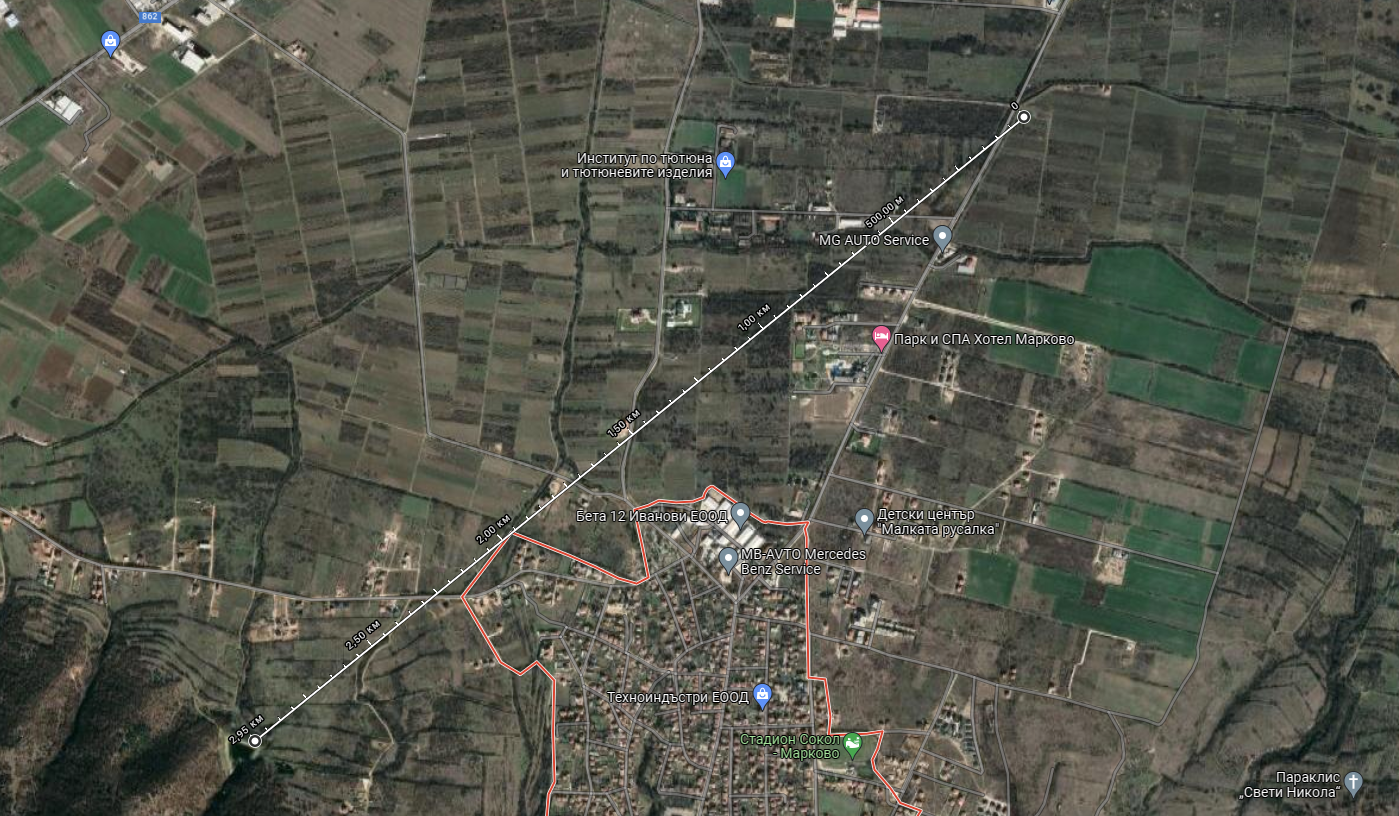 862
0
Институт по тютюна
и тютюневите изделия
500,00 м
MG AUTO Service
1,00 км
Парк и СПА Хотел Марково
1,50 км
Бета 12 Иванови ЕООД
Детски център
"Малката русалка"
2,00 км
MB-AVTO Mercedes
Benz Service
2,50 км
Техноиндъстри ЕООД
2,95 км
Стадион Сокол
- Марково
Параклис
„Свети Никола“